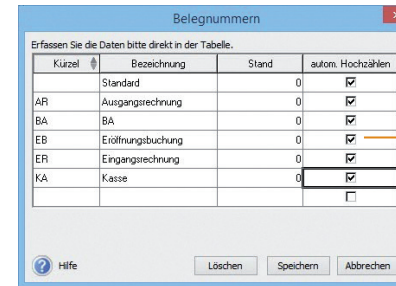 Belegnummern
Erfassen Sie die Daten bitte direkt in der Tabelle.
Kürzel Bezeichnung Stand autom. Hochzählen
Standard 0
AR Ausgangsrechnung 0
BA BA 0
EB Eröffnungsbuchung 0
ER Eingangsrechnung 0
KA Kasse 0
? Hilfe Löschen Speichern Abbrechen